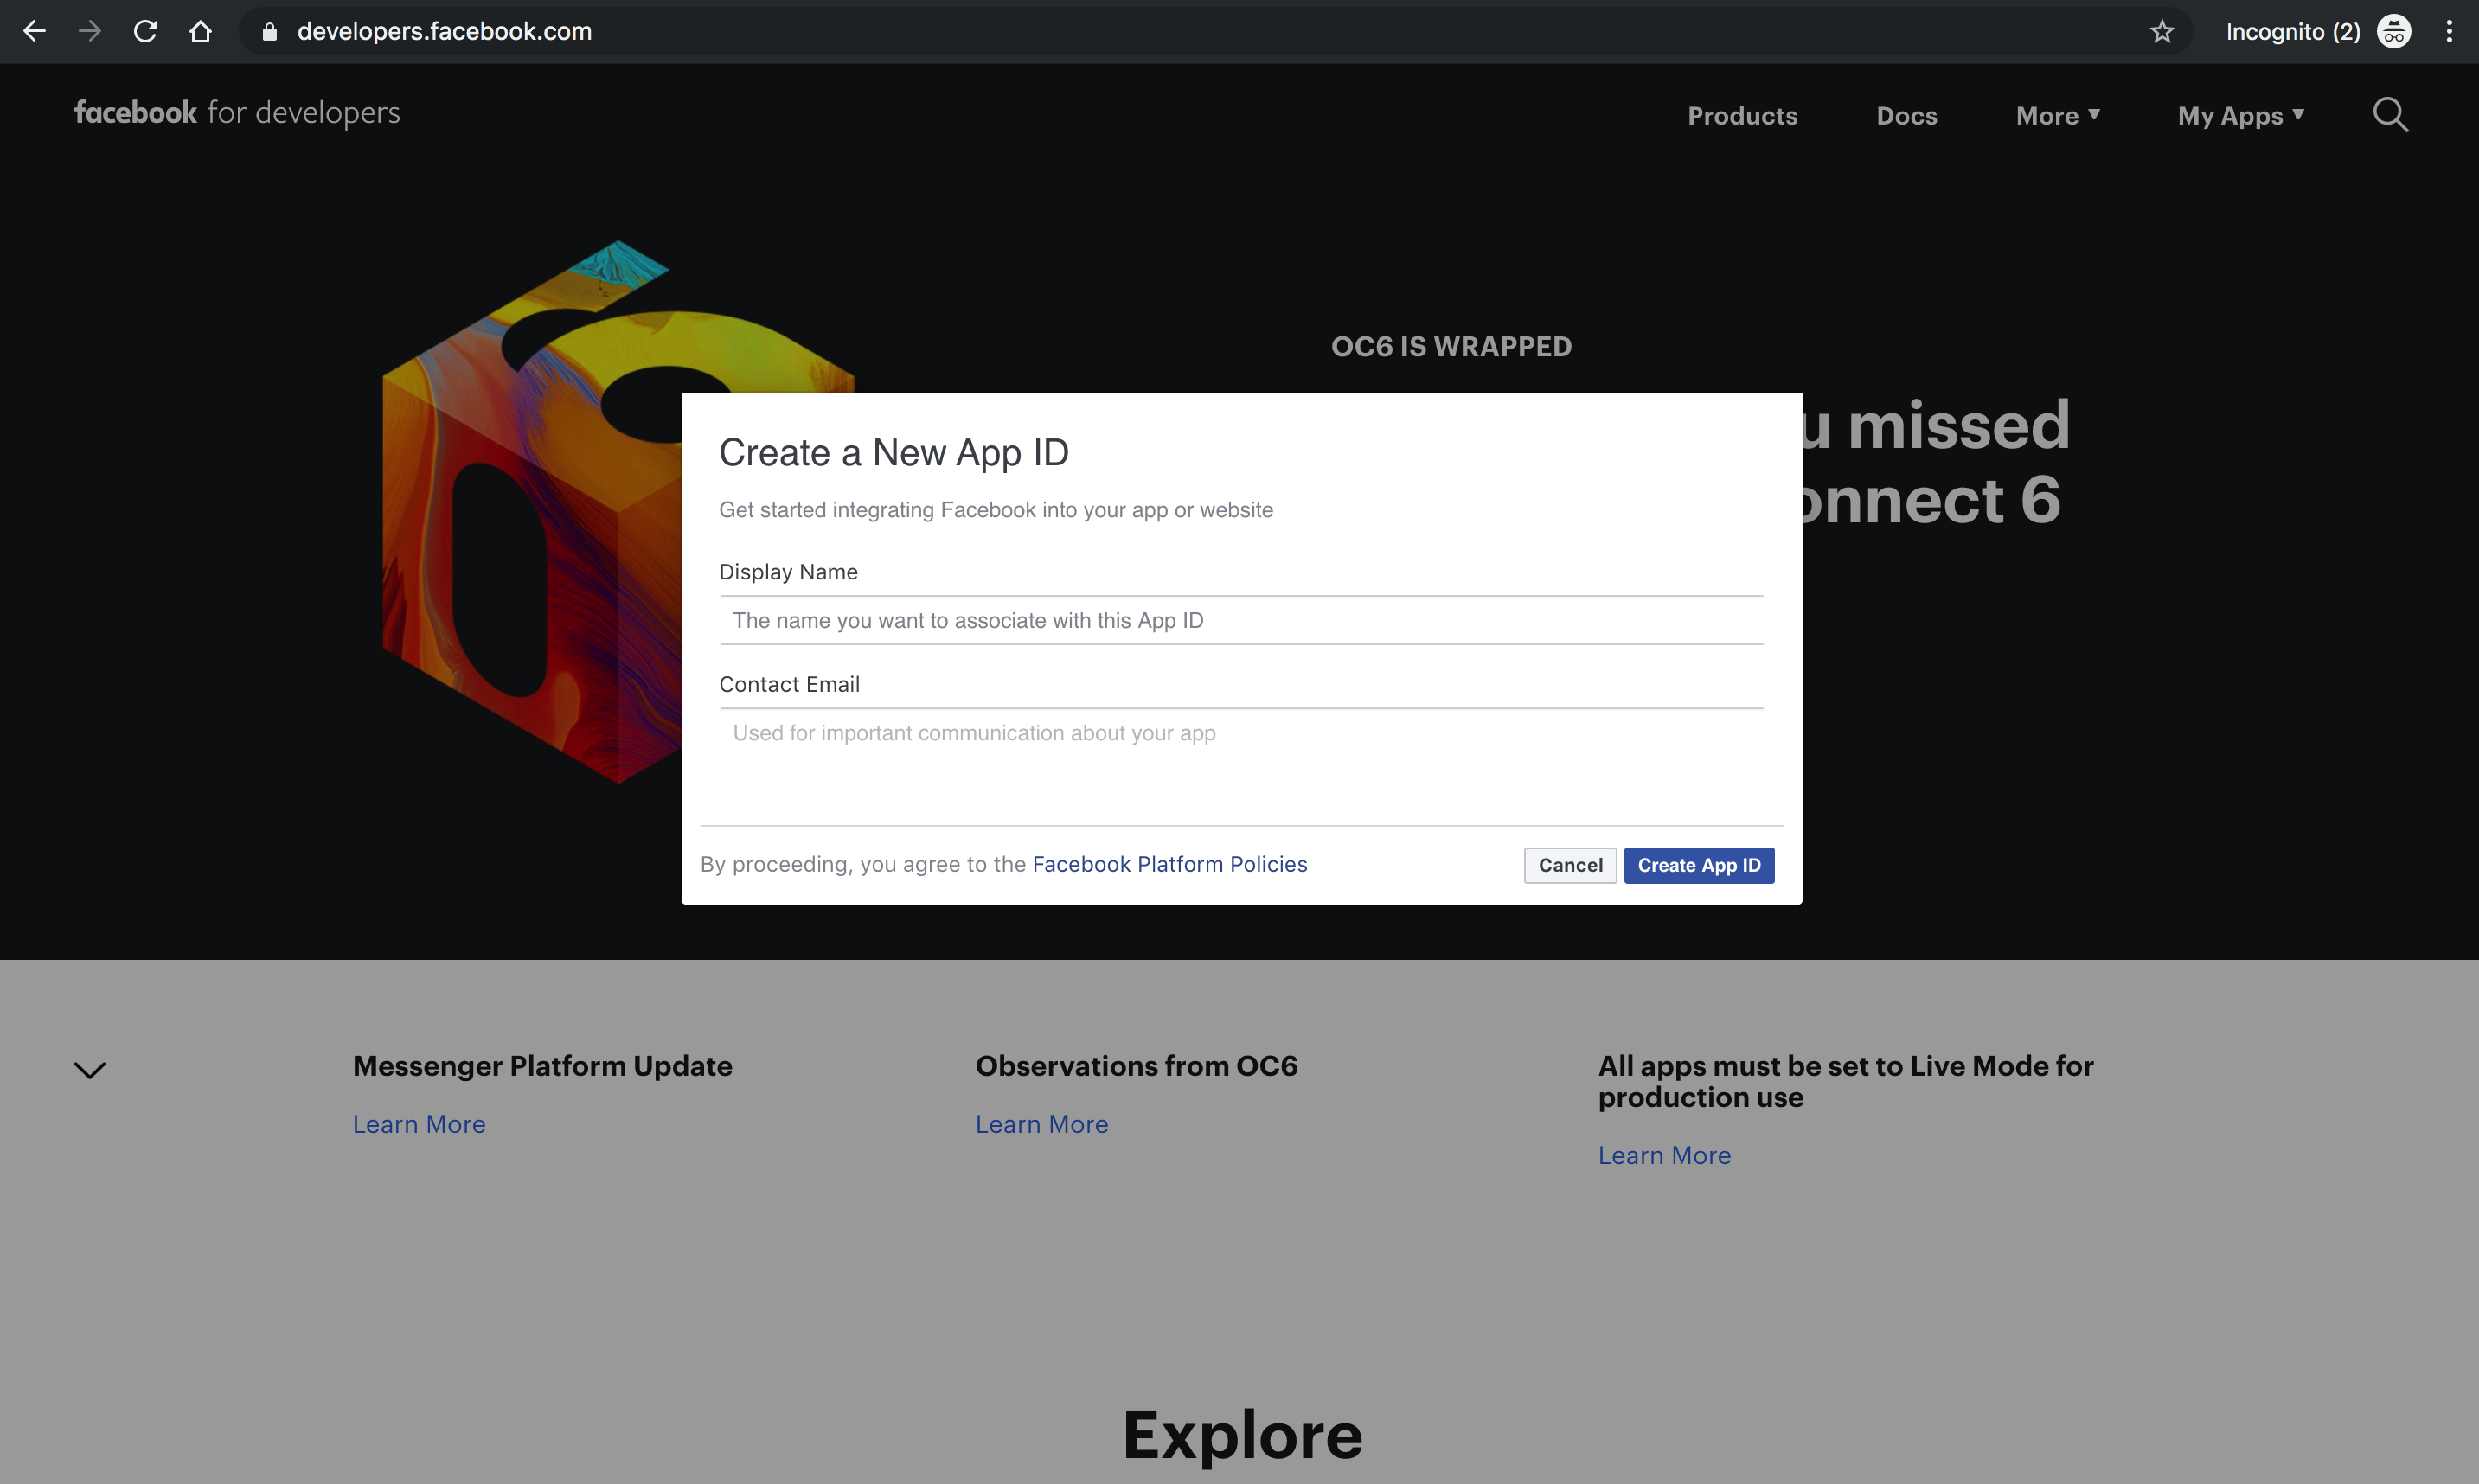 developers.facebook.com
Incognito (2)
facebook for developers
Products
Docs
More
My Apps
OC6 IS WRAPPED
missed
6
Create a New App ID
Get started integrating Facebook into your app or website
Display Name
The name you want to associate with this App ID
Contact Email
Used for important communication about your app
By proceeding, you agree to the Facebook Platform Policies
Cancel
Create App ID
Messenger Platform Update
Learn More
Observations from OC6
Learn More
All apps must be set to Live Mode for
production use
Learn More
Explore